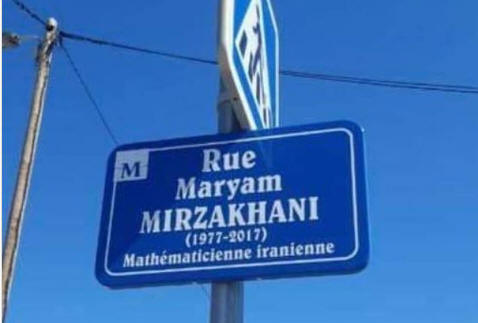 M
Rue
Maryam
MIRZAKHANI
(1977-2017)
Mathématicienne iranienne